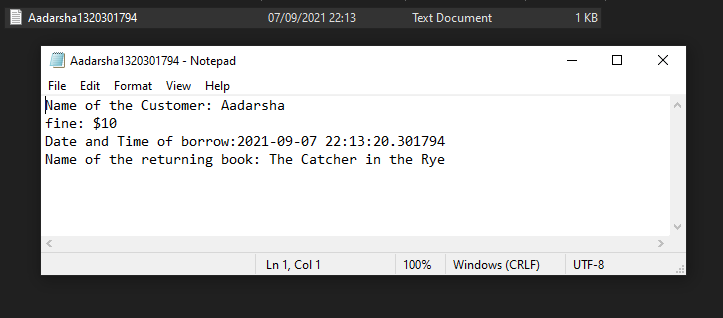 Aadarsha1320301794 07/09/2021 22:13 Text Document 1 KB
Aadarsha1320301794 - Notepad
File Edit Format View Help
Name of the Customer: Aadarsha
fine: $10
Date and Time of borrow:2021-09-07 22:13:20.301794
Name of the returning book: The Catcher in the Rye
Ln 1, Col 1 100% Windows (CRLF) UTF-8